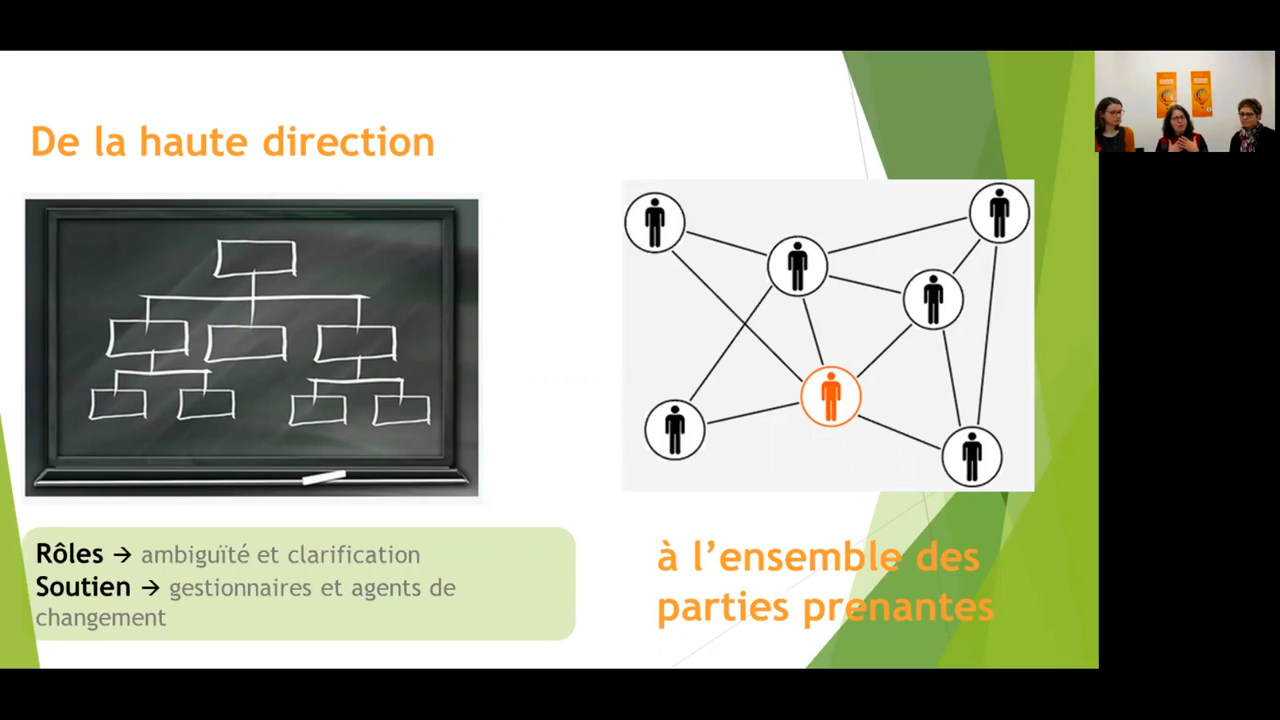 De la haute direction
Rôles → ambiguïté et clarification
Soutien → gestionnaires et agents de
changement
à l’ensemble des
parties prenantes